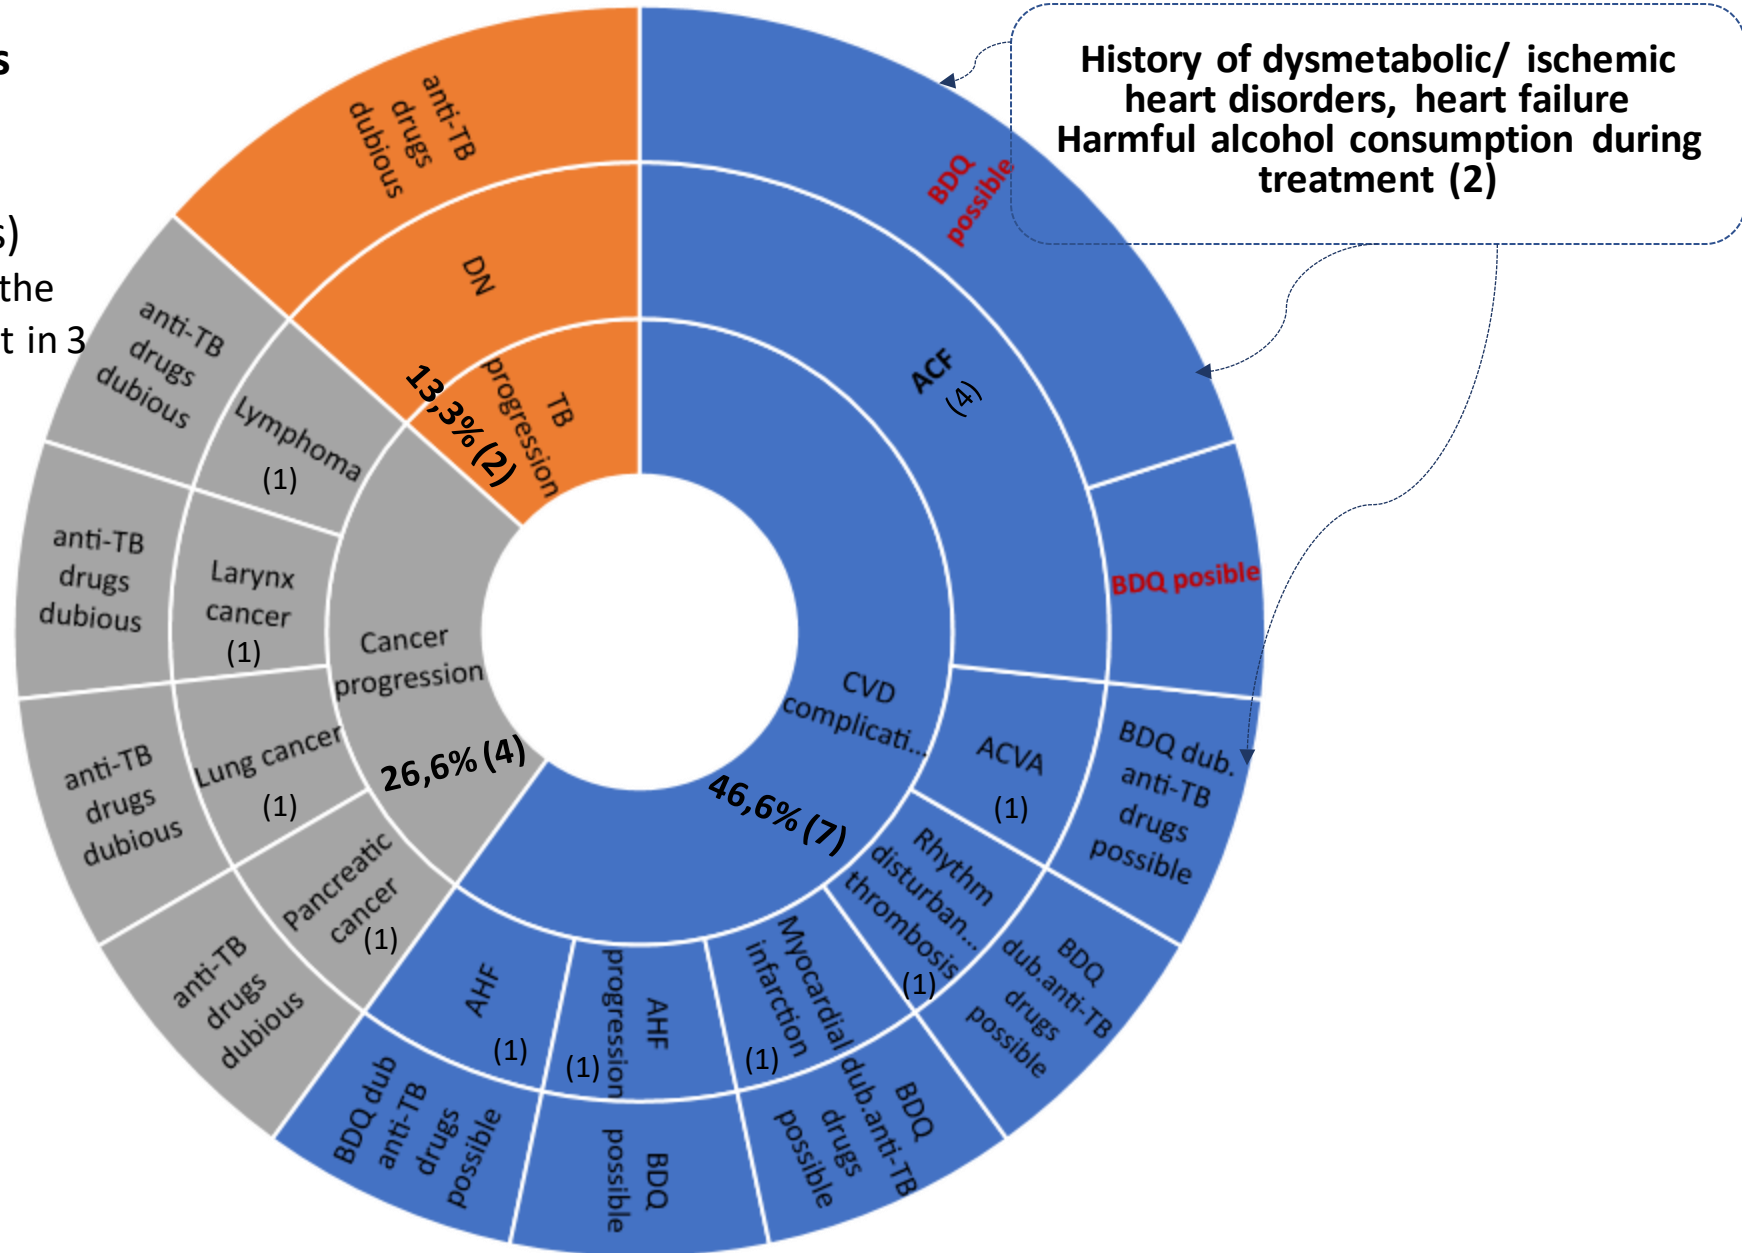 s
s)
the
t in 3
History of dysmetabolic/ ischemic
heart disorders, heart failure
Harmful alcohol consumption during
treatment (2)
BDQ
possible
ACF
(4)
BDQ posible
CVD
complicati...
46,6% (7)
ACVA
(1)
BDQ dub.
anti-TB
drugs
possible
Rhythm
disturban...
thrombosis
(1)
BDQ
dub.anti-TB
drugs
possible
Myocardial
infarction
(1)
BDQ
dub.anti-TB
drugs
possible
AHF
progression
(1)
BDQ
possible
AHF
(1)
BDQ dub
anti-TB
drugs
possible
Cancer
progression
26,6% (4)
Pancreatic
cancer
(1)
anti-TB
drugs
dubious
Lung cancer
(1)
anti-TB
drugs
dubious
Larynx
cancer
(1)
anti-TB
drugs
dubious
Lymphoma
(1)
anti-TB
drugs
dubious
TB
progression
13,3% (2)
DN
anti-TB
drugs
dubious